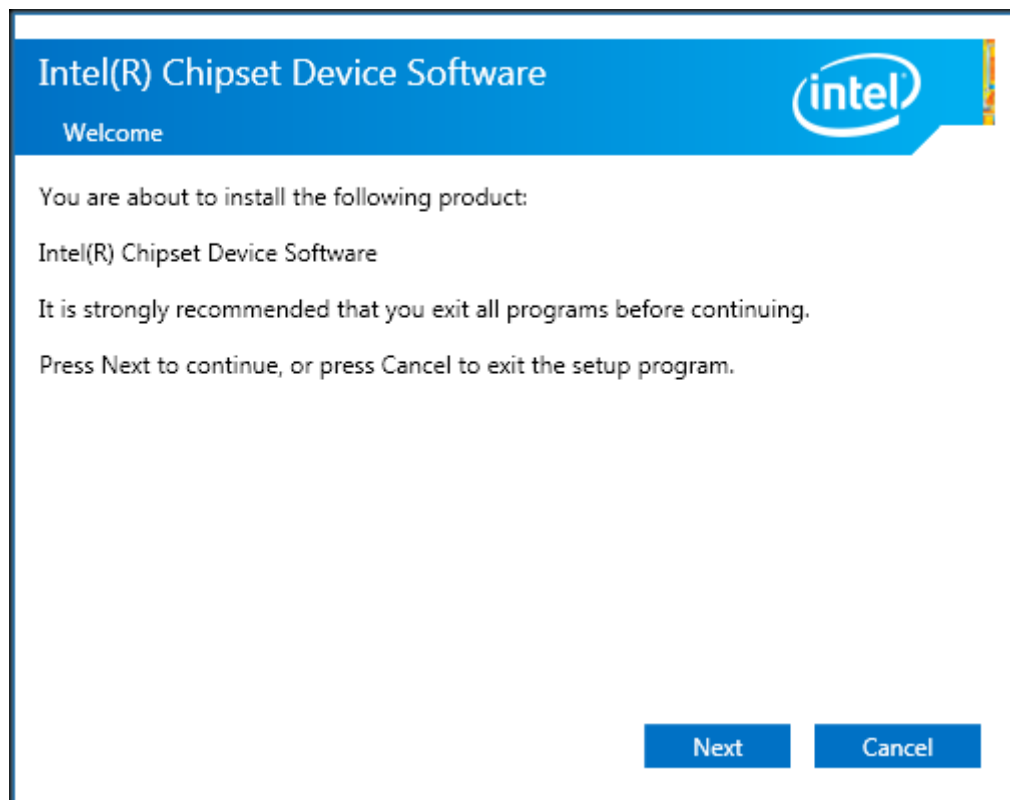 Intel(R) Chipset Device Software
intel
Welcome
You are about to install the following product:
Intel(R) Chipset Device Software
It is strongly recommended that you exit all programs before continuing.
Press Next to continue, or press Cancel to exit the setup program.
Next
Cancel